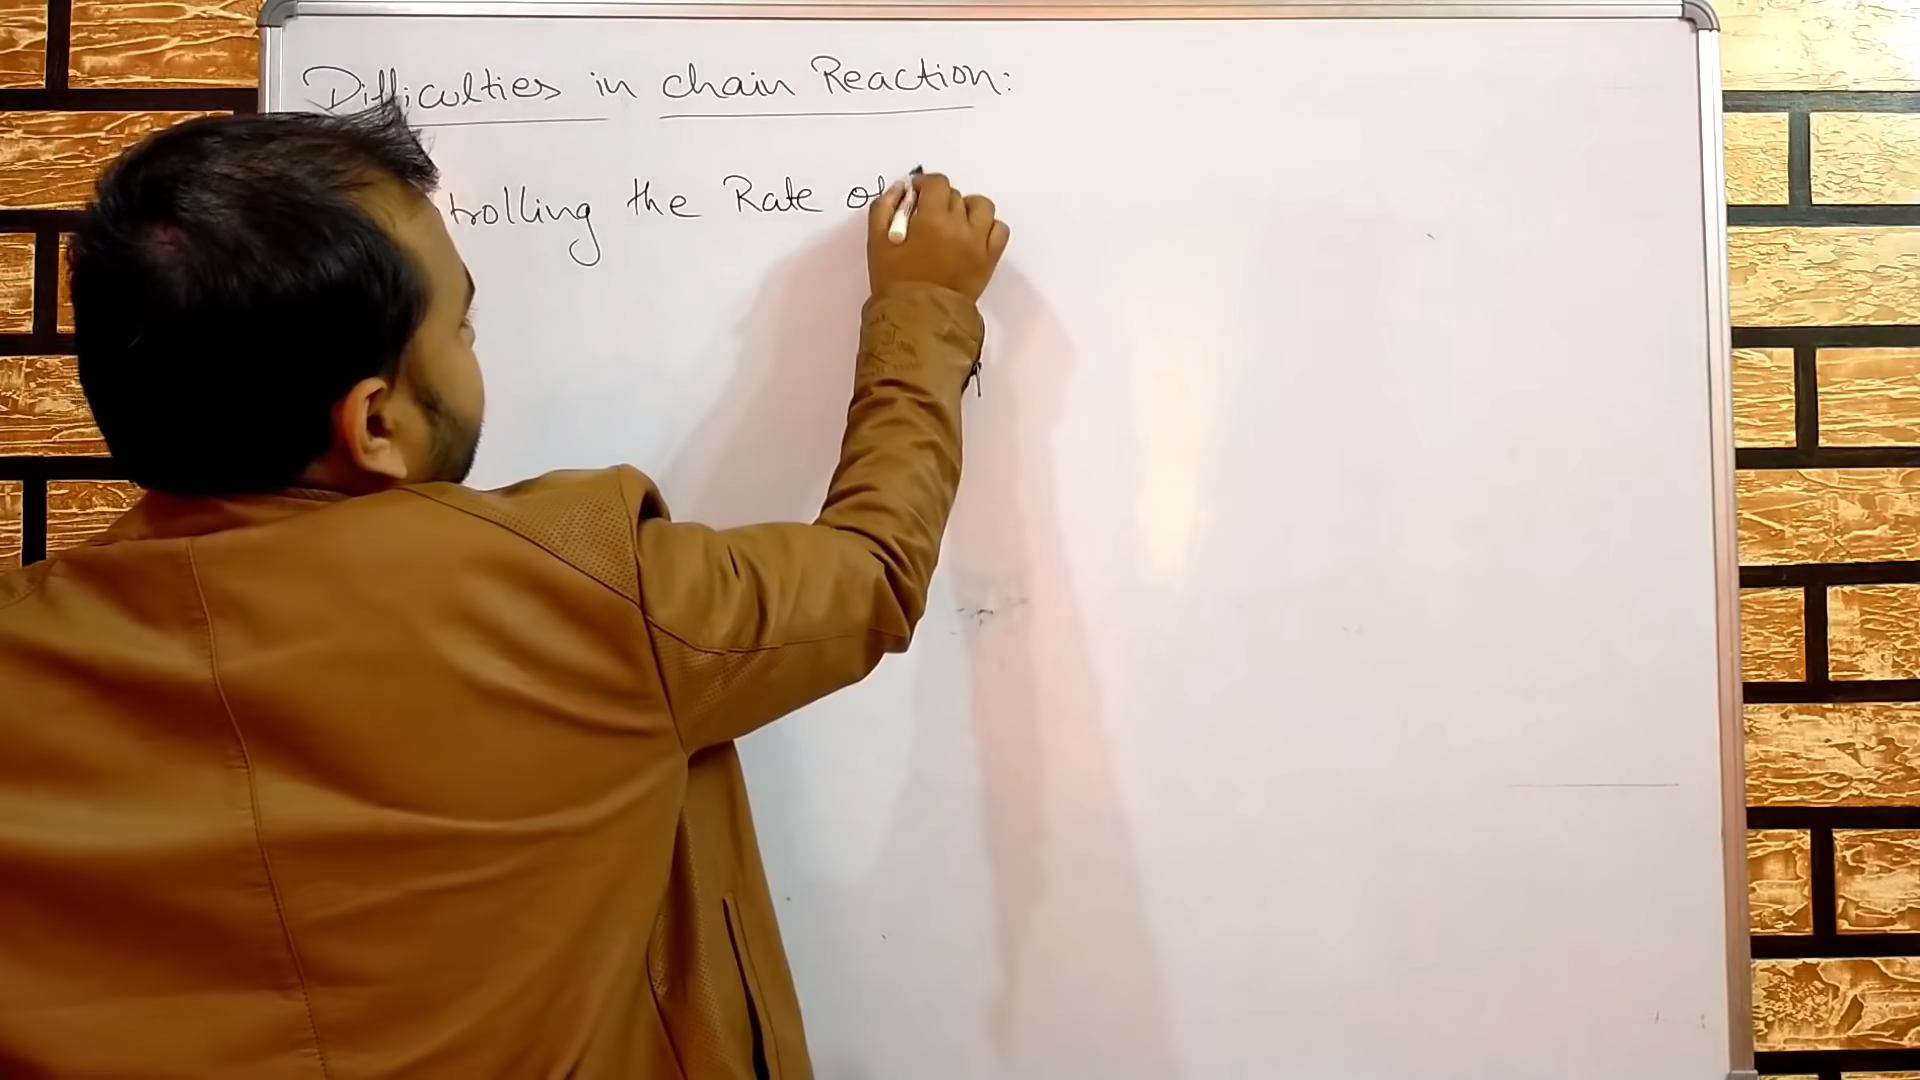 Difficulties in chain Reaction:
trolling the Rate of